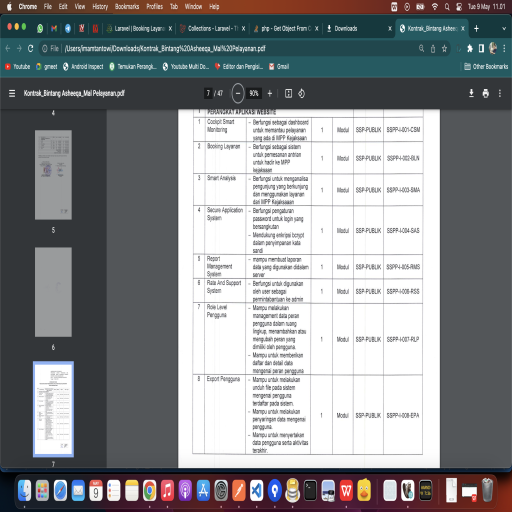 Chrome File Edit View History Bookmarks Profiles Tab Window Help
Tue 9 May 11.01
Laravel | Booking Layan
Collections - Laravel - Th
php - Get Object From C
Downloads
Kontrak_Bintang Asheeq
File | /Users/imamtantowi/Downloads/Kontrak_Bintang%20Asheeqa_Mal%20Pelayanan.pdf
Youtube
gmeet
Android Inspect
Temukan Perangk...
Youtube Multi Do...
Editor dan Pengisi...
Gmail
Other Bookmarks
Kontrak_Bintang Asheeqa_Mal Pelayanan.pdf
7 / 47
90%
4
5
6
7
I PERANGKAT APLIKASI WEBSITE
1 Cockpit Smart Monitoring
– Berfungsi sebagai dashboard
untuk memantau pelayanan
yang ada di MPP Kejaksaan
1 Modul SSP-PUBLIK SSPP-I-001-CSM
2 Booking Layanan
– Berfungsi sebagai sistem
untuk pemesanan antrian
untuk hadir ke MPP
kejaksaan
1 Modul SSP-PUBLIK SSPP-I-002-BLN
3 Smart Analysis
– Berfungsi untuk menganalisa
pengunjung yang berkunjung
dan menggunakan layanan
dari MPP Kejaksaaan
1 Modul SSP-PUBLIK SSPP-I-003-SMA
4 Secure Application System
– Berfungsi pengaturan
password untuk login yang
bersangkutan
– Mendukung enkripsi bcrypt
dalam penyimpanan kata
sandi
1 Modul SSP-PUBLIK SSPP-I-004-SAS
5 Report Management System
– mampu membuat laporan
data yang digunakan didalam
server
1 Modul SSP-PUBLIK SSPP-I-005-RMS
6 Rate And Support System
– Berfungsi untuk digunakan
oleh user sebagai
permintabantuan ke admin
1 Modul SSP-PUBLIK SSPP-I-006-RSS
7 Role Level Pengguna
– Mampu melakukan
management data peran
pengguna dalam ruang
lingkup, menambahkan atau
mengubah peran yang
dimiliki oleh pengguna.
– Mampu untuk memberikan
daftar dan detail data
mengenai peran pengguna
1 Modul SSP-PUBLIK SSPP-I-007-RLP
8 Export Pengguna
– Mampu untuk melakukan
unduh file pada sistem
mengenai pengguna
terdaftar pada sistem.
– Mampu untuk melakukan
penyaringan data mengenai
pengguna.
– Mampu untuk menyertakan
data pengguna serta aktivitas
terakhir.
1 Modul SSP-PUBLIK SSPP-I-008-EPA